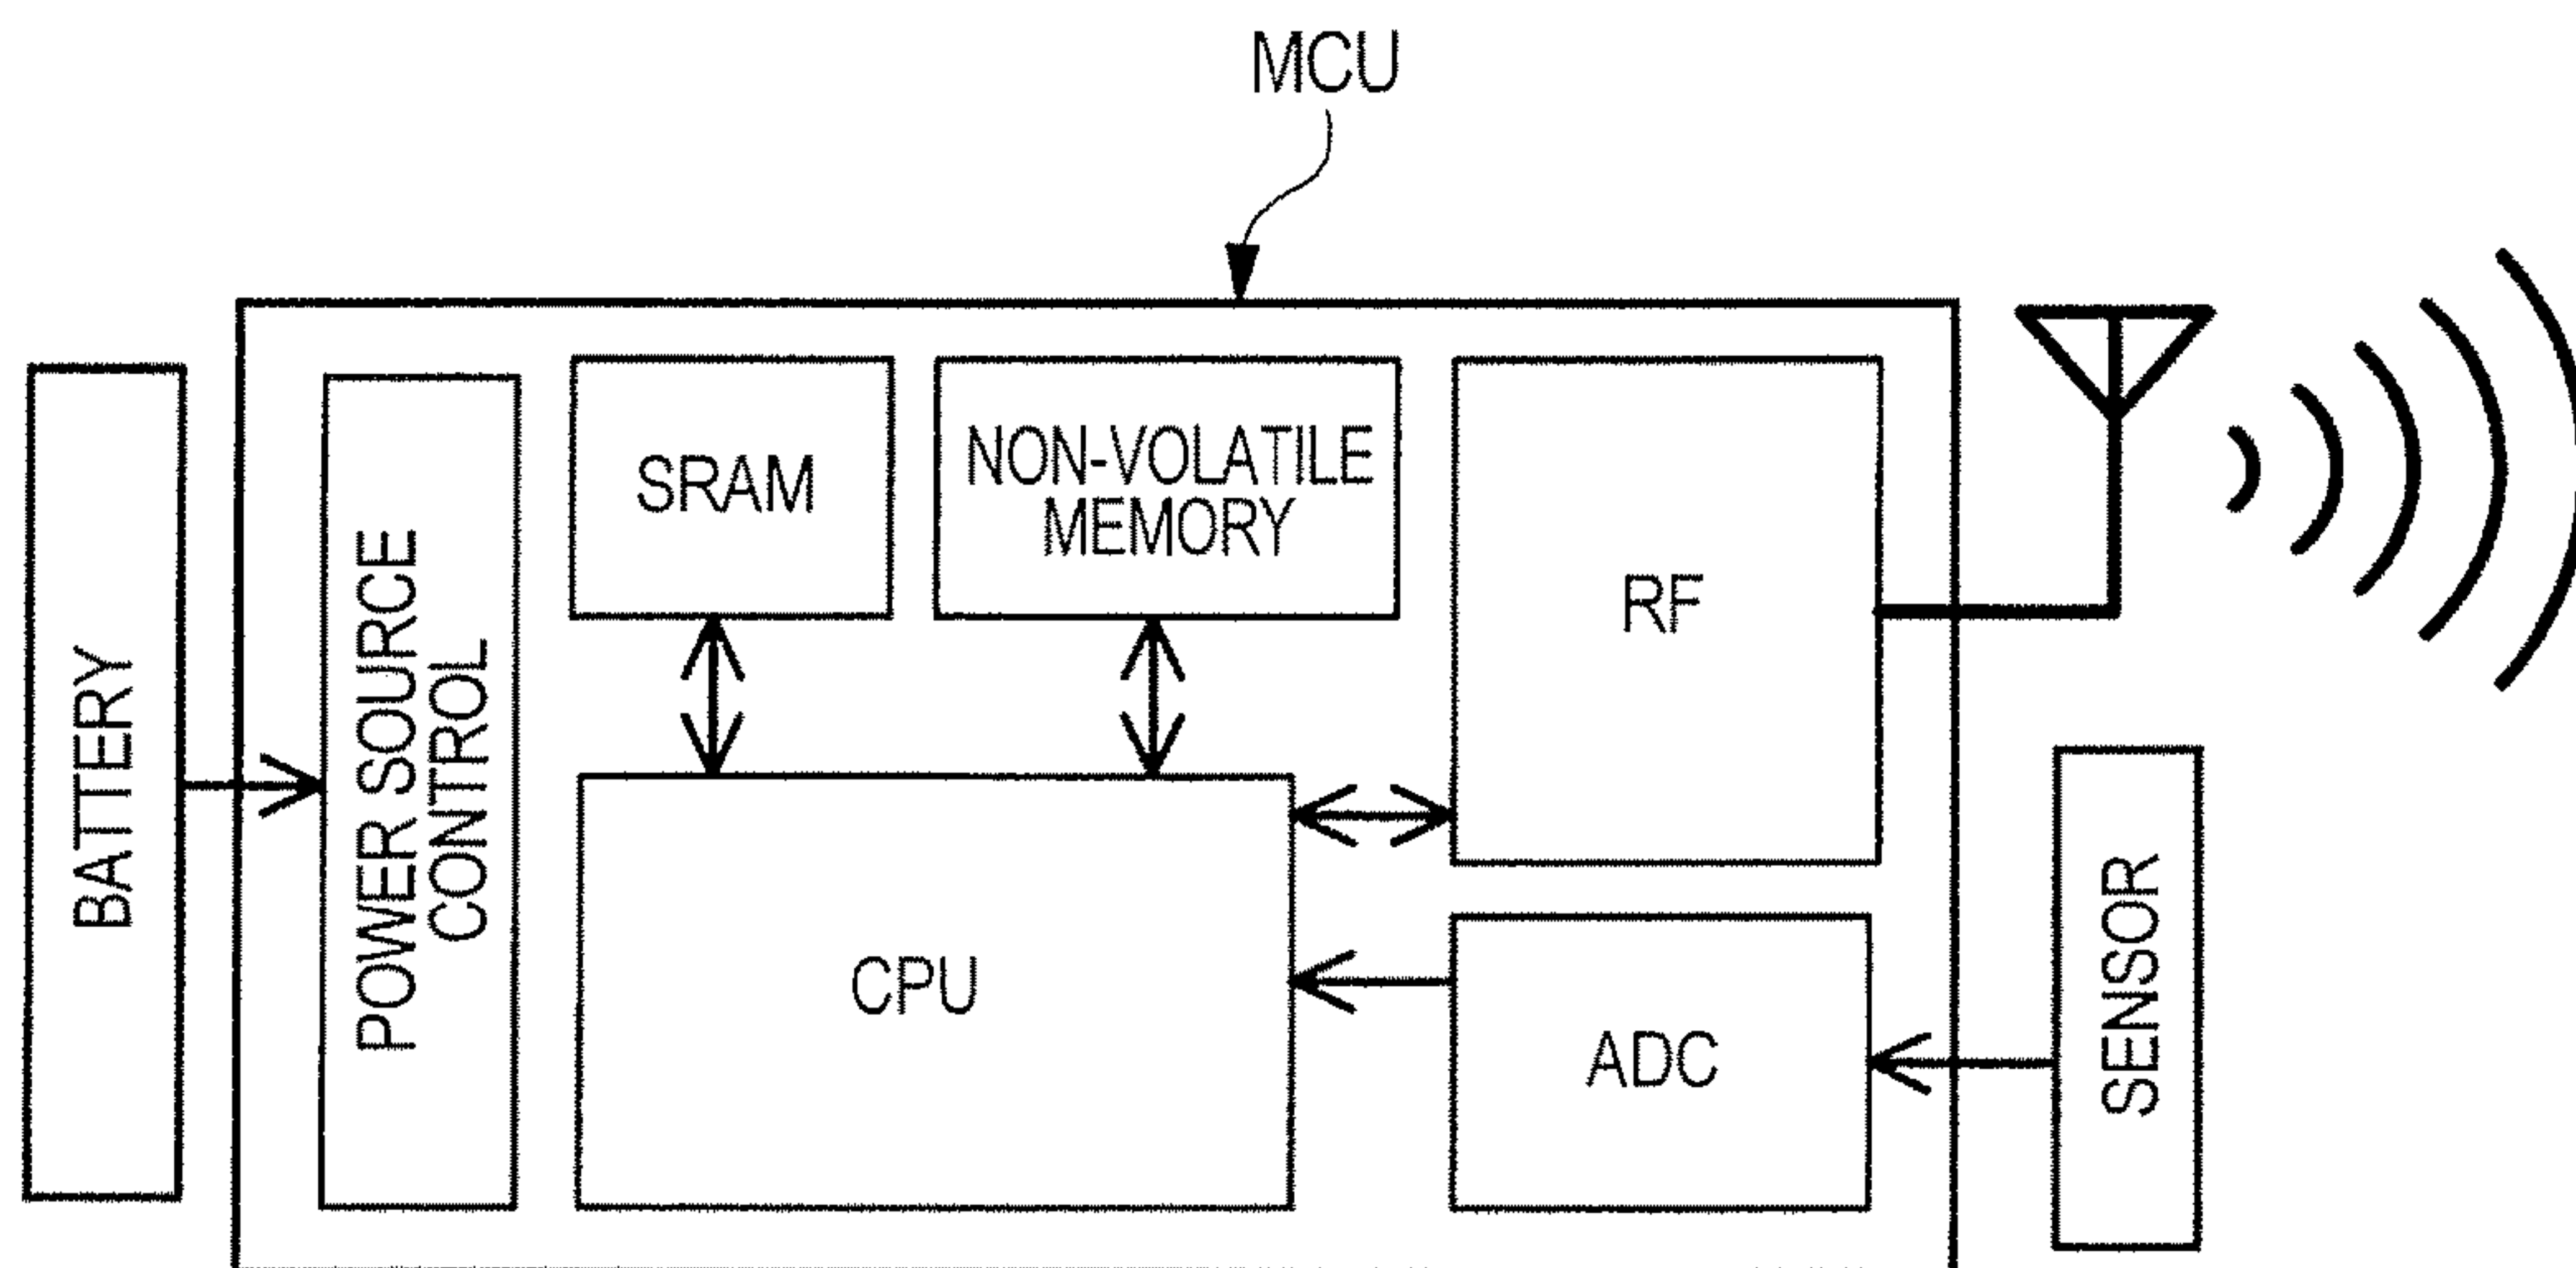 MCU
BATTERY
POWER SOURCE
CONTROL
SRAM
NON-VOLATILE
MEMORY
RF
CPU
ADC
SENSOR